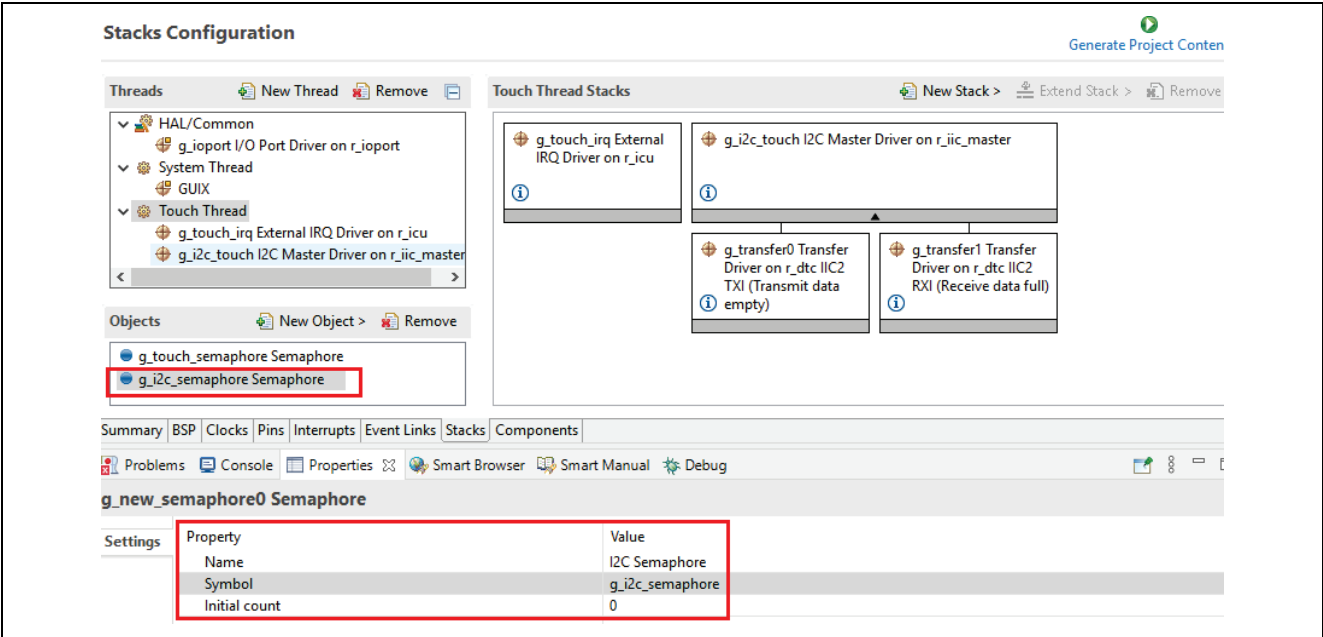 Stacks Configuration
Generate Project Conten
Threads
New Thread
Remove
HAL/Common
g_ioport I/O Port Driver on r_ioport
System Thread
GUIX
Touch Thread
g_touch_irq External IRQ Driver on r_icu
g_i2c_touch I2C Master Driver on r_iic_master
Touch Thread Stacks
New Stack >
Extend Stack >
Remove
g_touch_irq External
IRQ Driver on r_icu
g_i2c_touch I2C Master Driver on r_iic_master
g_transfer0 Transfer
Driver on r_dtc IIC2
TXI (Transmit data
empty)
g_transfer1 Transfer
Driver on r_dtc IIC2
RXI (Receive data full)
Objects
New Object >
Remove
g_touch_semaphore Semaphore
g_i2c_semaphore Semaphore
Summary BSP Clocks Pins Interrupts Event Links Stacks Components
Problems Console Properties Smart Browser Smart Manual Debug
g_new_semaphore0 Semaphore
Settings
Property Value
Name I2C Semaphore
Symbol g_i2c_semaphore
Initial count 0